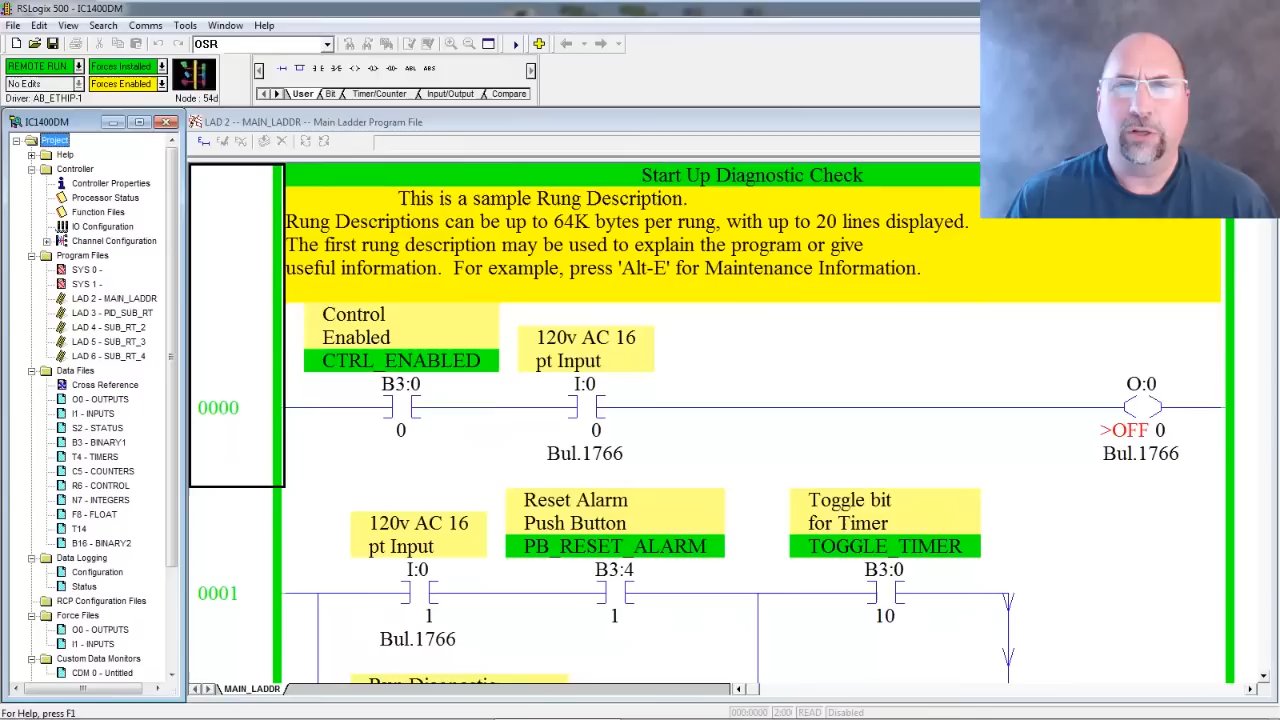 RSLogix 500 - IC1400DM
File Edit View Search Comms Tools Window Help
OSR
REMOTE RUN Forces Installed
No Edits Forces Enabled
Driver: AB_ETHIP-1 Node : 54d
User Bit Timer/Counter Input/Output Compare
IC1400DM
Project
Help
Controller
Controller Properties
Processor Status
Function Files
IO Configuration
Channel Configuration
Program Files
SYS 0 -
SYS 1 -
LAD 2 - MAIN_LADDR
LAD 3 - PID_SUB_RT
LAD 4 - SUB_RT_2
LAD 5 - SUB_RT_3
LAD 6 - SUB_RT_4
Data Files
Cross Reference
O0 - OUTPUTS
I1 - INPUTS
S2 - STATUS
B3 - BINARY1
T4 - TIMERS
C5 - COUNTERS
R6 - CONTROL
N7 - INTEGERS
F8 - FLOAT
T14
B16 - BINARY2
Data Logging
Configuration
Status
RCP Configuration Files
Force Files
O0 - OUTPUTS
I1 - INPUTS
Custom Data Monitors
CDM 0 - Untitled
LAD 2 -- MAIN_LADDR -- Main Ladder Program File
Start Up Diagnostic Check
This is a sample Rung Description.
Rung Descriptions can be up to 64K bytes per rung, with up to 20 lines displayed.
The first rung description may be used to explain the program or give
useful information. For example, press 'Alt-E' for Maintenance Information.
Control
Enabled
CTRL_ENABLED
B3:0
0
120v AC 16
pt Input
I:0
0
Bul.1766
O:0
>OFF 0
Bul.1766
0000
120v AC 16
pt Input
I:0
1
Bul.1766
Reset Alarm
Push Button
PB_RESET_ALARM
B3:4
1
Toggle bit
for Timer
TOGGLE_TIMER
B3:0
10
0001
MAIN_LADDR
For Help, press F1
000:0000 2:00 READ Disabled